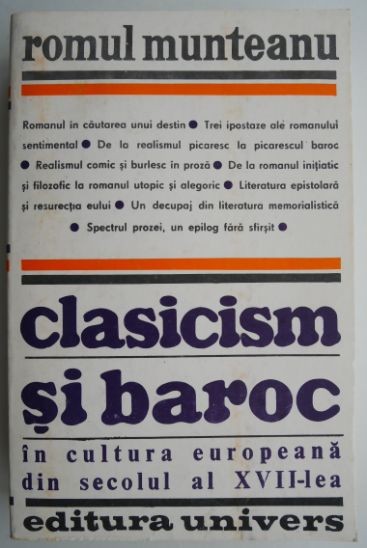 romul munteanu
Romanul în căutarea unui destin ● Trei ipostaze ale romanului
sentimental ● De la realismul picaresc la picarescul baroc
● Realismul comic și burlesc în proză ● De la romanul inițiatic
și filozofic la romanul utopic și alegoric ● Literatura epistolară
și resurecția eului ● Un decupaj din literatura memorialistică
● Spectrul prozei, un epilog fără sfîrșit ●
clasicism
și baroc
în cultura europeană
din secolul al XVII-lea
editura univers